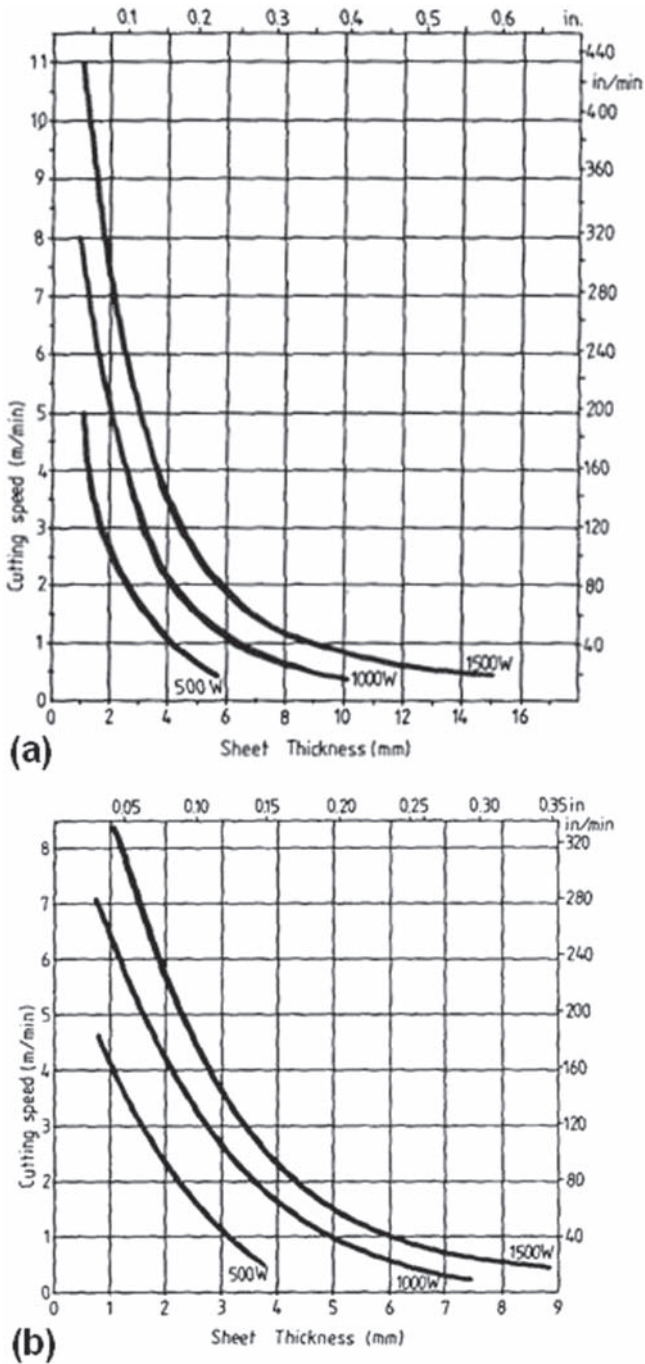 0.1 0.2 0.3 0.4 0.5 0.6 in.
11 440
in/min
10 400
9 360
8 320
7 280
6 240
5 200
4 160
3 120
2 80
1 40
0
Cutting speed (m/min)
500 W 1000W 1500W
2 4 6 8 10 12 14 16
(a) Sheet Thickness (mm)
0.05 0.10 0.15 0.20 0.25 0.30 0.35 in
in/min
8 320
7 280
6 240
5 200
4 160
3 120
2 80
1 40
0
Cutting speed (m/min)
500W 1000W 1500W
0 1 2 3 4 5 6 7 8 9
(b) Sheet Thickness (mm)